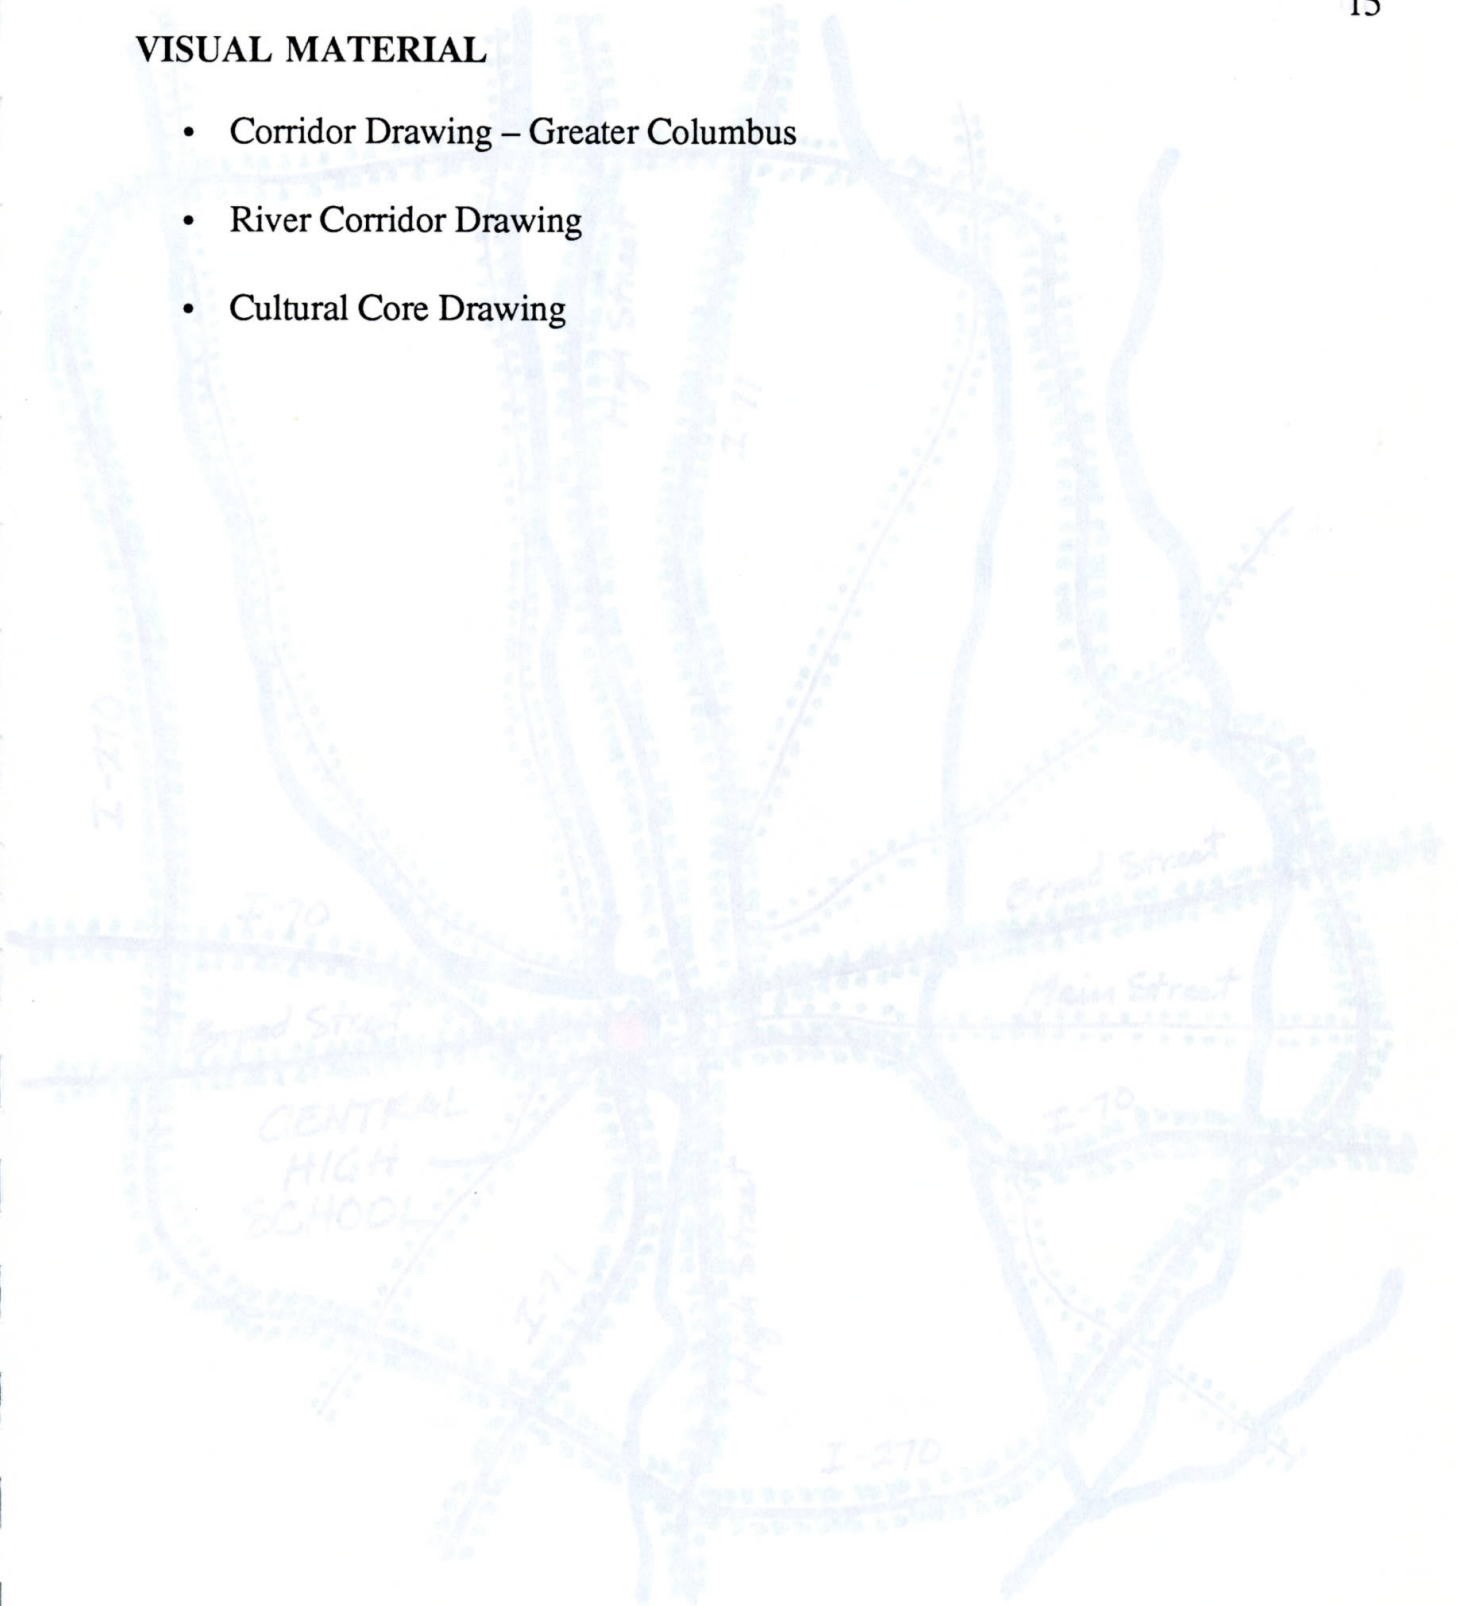 15
VISUAL MATERIAL
• Corridor Drawing – Greater Columbus
• River Corridor Drawing
• Cultural Core Drawing
High Street
I-71
I-270
Broad Street
I-70
Main Street
Broad Street
CENTRAL
HIGH
SCHOOL
I-70
I-71
High Street
I-270